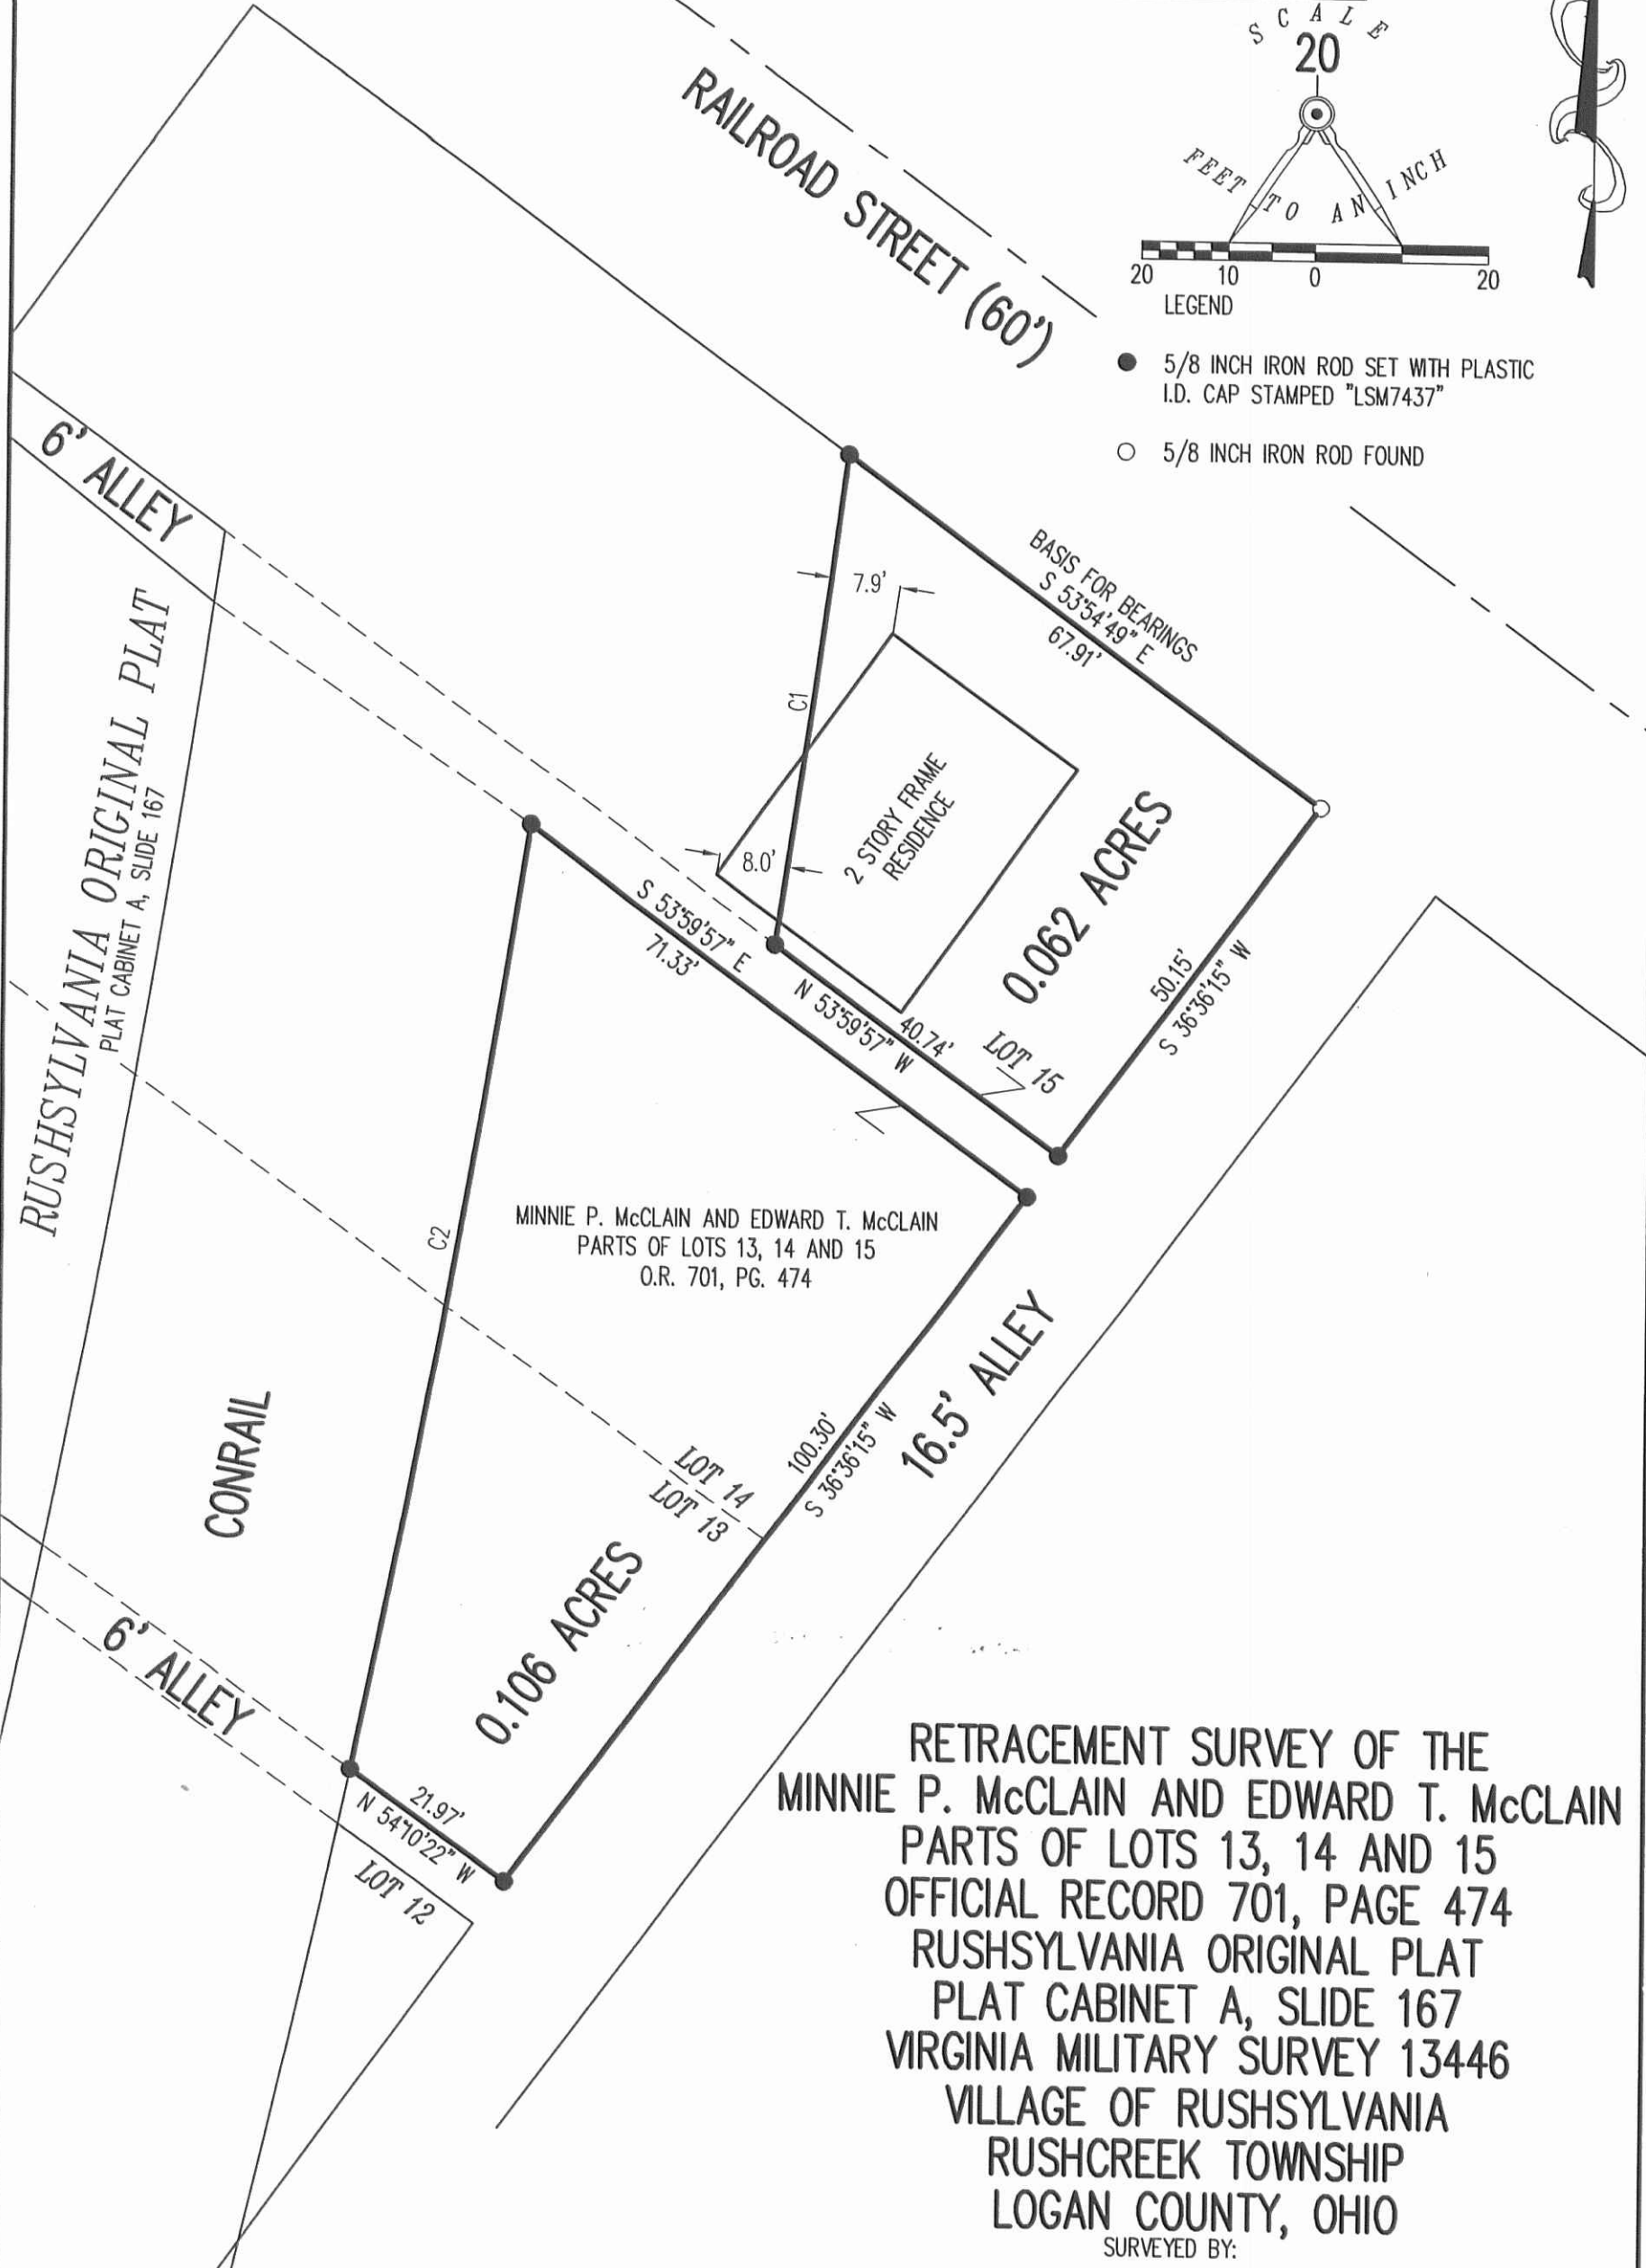 SCALE
20
FEET TO AN INCH
20 10 0 20
LEGEND
5/8 INCH IRON ROD SET WITH PLASTIC
I.D. CAP STAMPED "LSM7437"
5/8 INCH IRON ROD FOUND
RAILROAD STREET (60')
6' ALLEY
RUSHSYLVANIA ORIGINAL PLAT
PLAT CABINET A, SLIDE 167
BASIS FOR BEARINGS
S 53°54'49" E
67.91'
7.9'
C1
2 STORY FRAME
RESIDENCE
8.0'
0.062 ACRES
S 53°59'57" E
71.33'
N 53°59'57" W
40.74'
LOT 15
50.15'
S 36°36'15" W
C2
MINNIE P. McCLAIN AND EDWARD T. McCLAIN
PARTS OF LOTS 13, 14 AND 15
O.R. 701, PG. 474
16.5' ALLEY
100.30'
S 36°36'15" W
LOT 14
LOT 13
CONRAIL
0.106 ACRES
6' ALLEY
21.97'
N 54°10'22" W
LOT 12
RETRACEMENT SURVEY OF THE
MINNIE P. McCLAIN AND EDWARD T. McCLAIN
PARTS OF LOTS 13, 14 AND 15
OFFICIAL RECORD 701, PAGE 474
RUSHSYLVANIA ORIGINAL PLAT
PLAT CABINET A, SLIDE 167
VIRGINIA MILITARY SURVEY 13446
VILLAGE OF RUSHSYLVANIA
RUSHCREEK TOWNSHIP
LOGAN COUNTY, OHIO
SURVEYED BY: